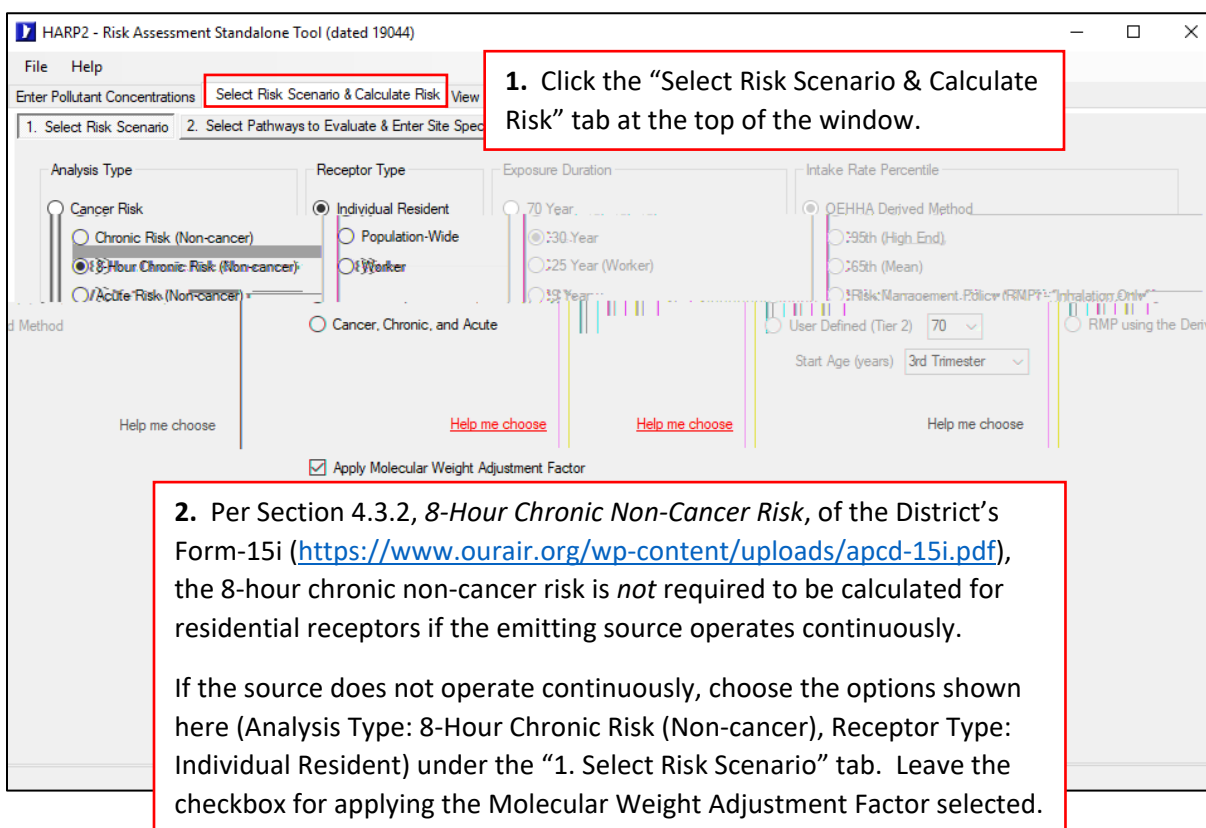 HARP2 - Risk Assessment Standalone Tool (dated 19044)
File Help
Enter Pollutant Concentrations Select Risk Scenario & Calculate Risk View
1. Select Risk Scenario 2. Select Pathways to Evaluate & Enter Site Spec
1. Click the “Select Risk Scenario & Calculate
Risk” tab at the top of the window.
Analysis Type Receptor Type Exposure Duration Intake Rate Percentile
Cancer Risk Individual Resident 70 Year OEHHA Derived Method
Chronic Risk (Non-cancer) Population-Wide 30 Year 95th (High End)
8-Hour Chronic Risk (Non-cancer) Worker 25 Year (Worker) 65th (Mean)
Acute Risk (Non-cancer) 9 Year Risk Management Policy (RMP) - "Inhalation Only"
d Method Cancer, Chronic, and Acute User Defined (Tier 2) 70 RMP using the Deri
Start Age (years) 3rd Trimester
Help me choose Help me choose Help me choose Help me choose
Apply Molecular Weight Adjustment Factor
2. Per Section 4.3.2, 8-Hour Chronic Non-Cancer Risk, of the District’s
Form-15i (https://www.ourair.org/wp-content/uploads/apcd-15i.pdf),
the 8-hour chronic non-cancer risk is not required to be calculated for
residential receptors if the emitting source operates continuously.
If the source does not operate continuously, choose the options shown
here (Analysis Type: 8-Hour Chronic Risk (Non-cancer), Receptor Type:
Individual Resident) under the “1. Select Risk Scenario” tab. Leave the
checkbox for applying the Molecular Weight Adjustment Factor selected.